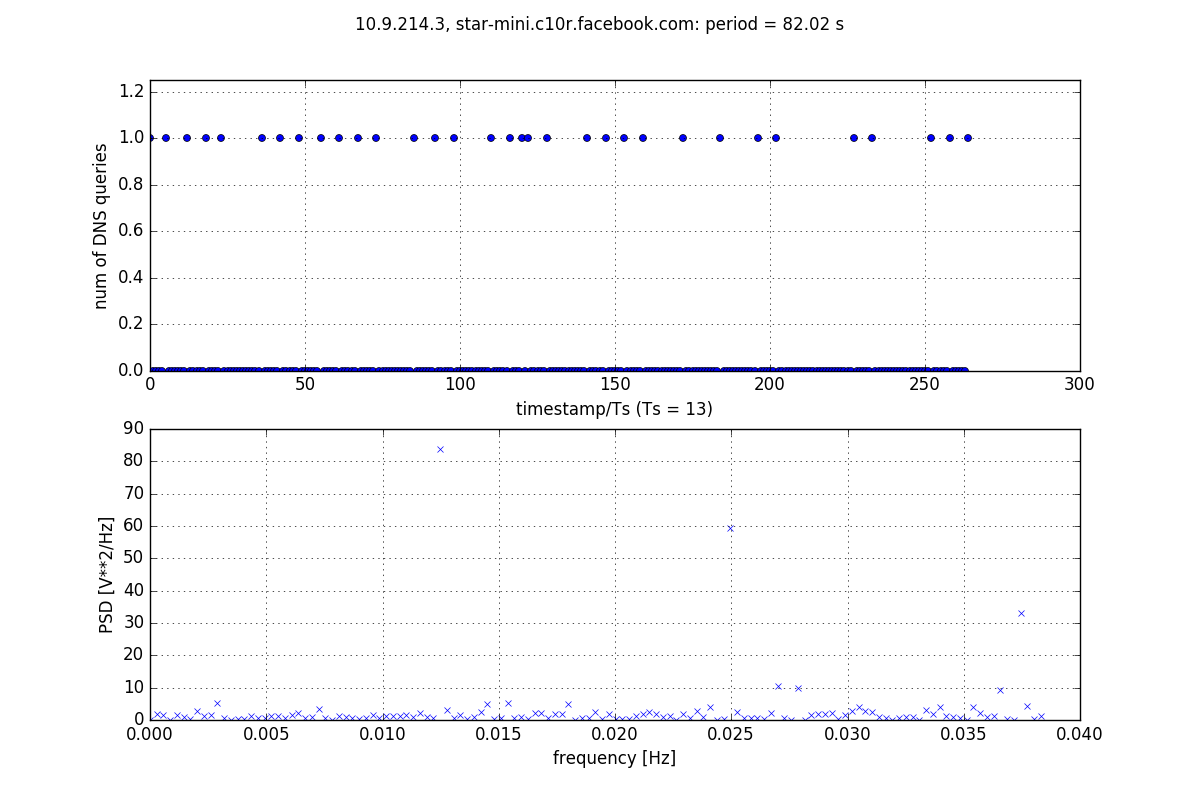 10.9.214.3, star-mini.c10r.facebook.com: period = 82.02 s
1.2
1.0
0.8
0.6
0.4
0.2
0.0
num of DNS queries
0 50 100 150 200 250 300
timestamp/Ts (Ts = 13)
90
80
70
60
50
40
30
20
10
0
PSD [V**2/Hz]
0.000 0.005 0.010 0.015 0.020 0.025 0.030 0.035 0.040
frequency [Hz]